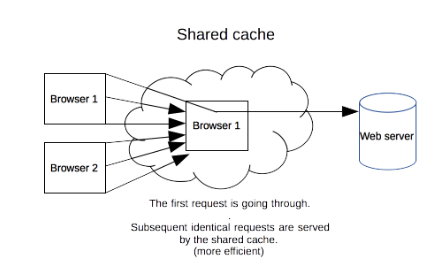 Shared cache
Browser 1
Browser 1
Web server
Browser 2
The first request is going through.
.
Subsequent identical requests are served
by the shared cache.
(more efficient)